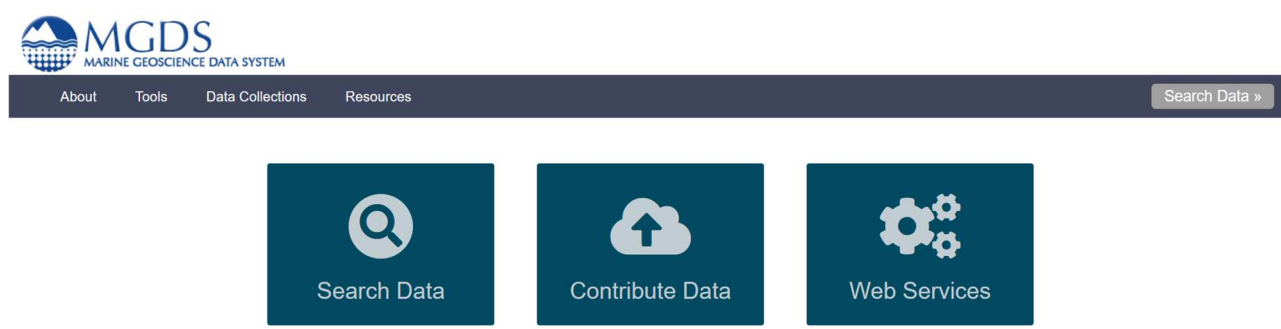 MGDS
MARINE GEOSCIENCE DATA SYSTEM
About Tools Data Collections Resources Search Data »
Search Data Contribute Data Web Services